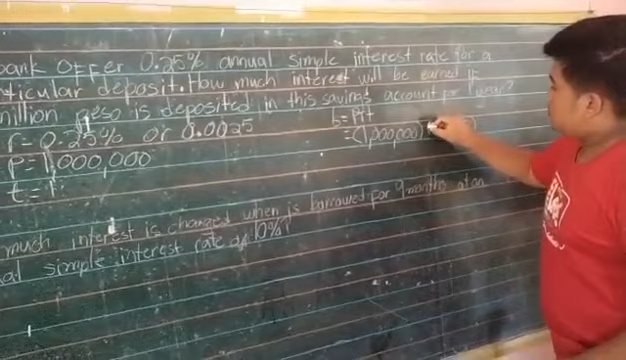 bank Offer 0.25% annual simple interest rate for a
ticular deposit. How much interest will be earned if
million peso is deposited in this savings account for 1 year?
r = 0.25% or 0.0025
P = 1,000,000
t = 1
= Prt
= (1,000,000)
much interest is charged when is borrowed for 9 months at an
al simple interest rate of 10%?